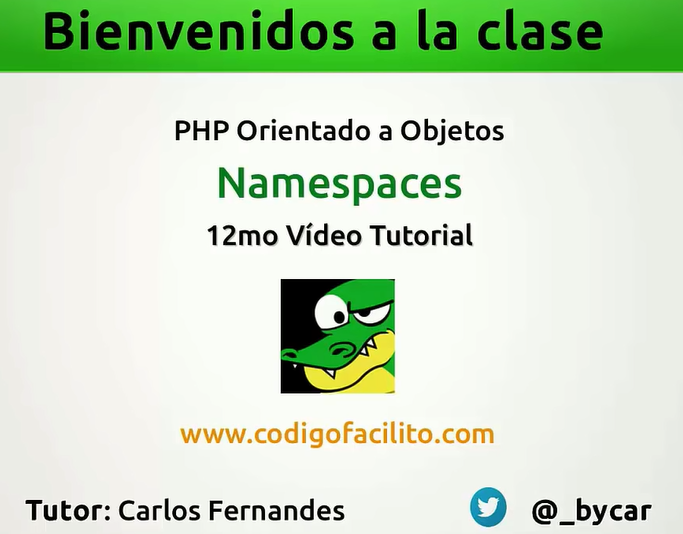 Bienvenidos a la clase
PHP Orientado a Objetos
Namespaces
12mo Vídeo Tutorial
www.codigofacilito.com
Tutor: Carlos Fernandes
@_bycar